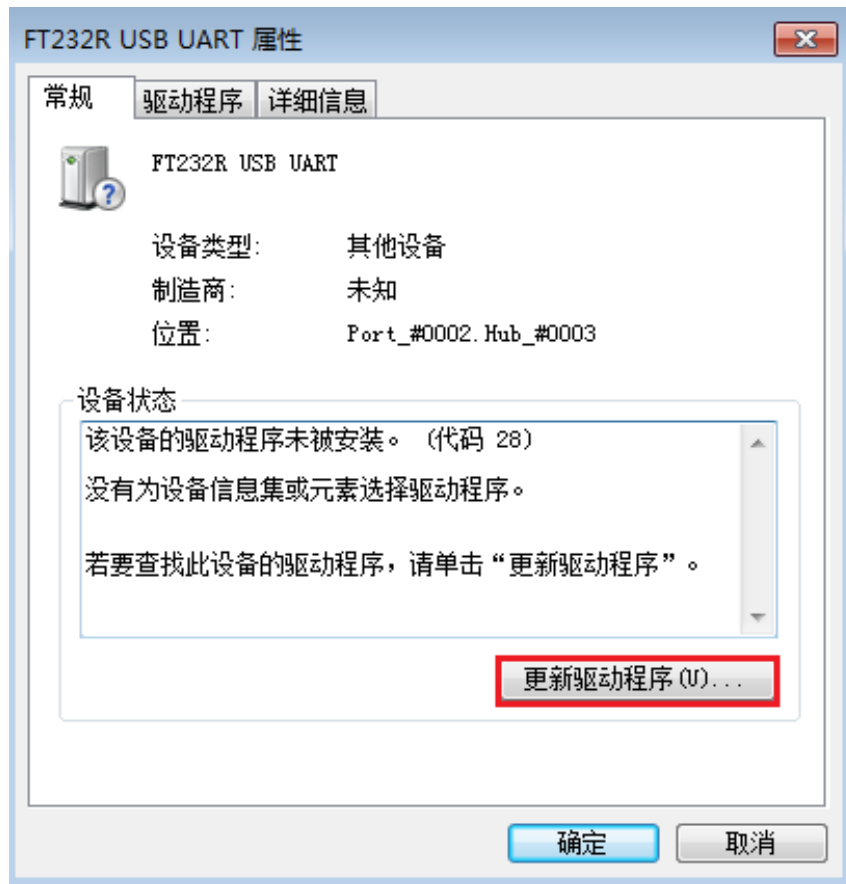 FT232R USB UART 属性
常规 驱动程序 详细信息
FT232R USB UART
设备类型: 其他设备
制造商: 未知
位置: Port_#0002.Hub_#0003
设备状态
该设备的驱动程序未被安装。 (代码 28)
没有为设备信息集或元素选择驱动程序。
若要查找此设备的驱动程序，请单击“更新驱动程序”。
更新驱动程序(U)...
确定 取消